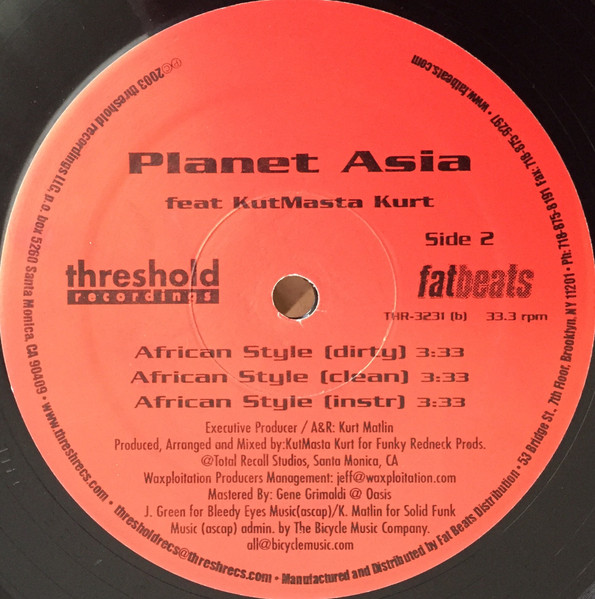 Planet Asia
feat KutMasta Kurt
Side 2
threshold
recordings
fatbeats
THR-3231 (b) 33.3 rpm
African Style (dirty) 3:33
African Style (clean) 3:33
African Style (instr) 3:33
Executive Producer / A&R: Kurt Matlin
Produced, Arranged and Mixed by:KutMasta Kurt for Funky Redneck Prods.
@Total Recall Studios, Santa Monica, CA
Waxploitation Producers Management: jeff@waxploitation.com
Mastered By: Gene Grimaldi @ Oasis
J. Green for Bleedy Eyes Music(ascap)/K. Matlin for Solid Funk
Music (ascap) admin. by The Bicycle Music Company.
all@bicyclemusic.com
℗©2003 threshold recordings LLC, p.o. box 5260 Santa Monica, CA 90409 • www.threshrecs.com • thresholdrecs@threshrecs.com • Manufactured and Distributed by Fat Beats Distribution • 53 Bridge St., 7th Floor, Brooklyn, NY 11201 • Ph: 718-875-8191 Fax: 718-875-9297 • www.fatbeats.com